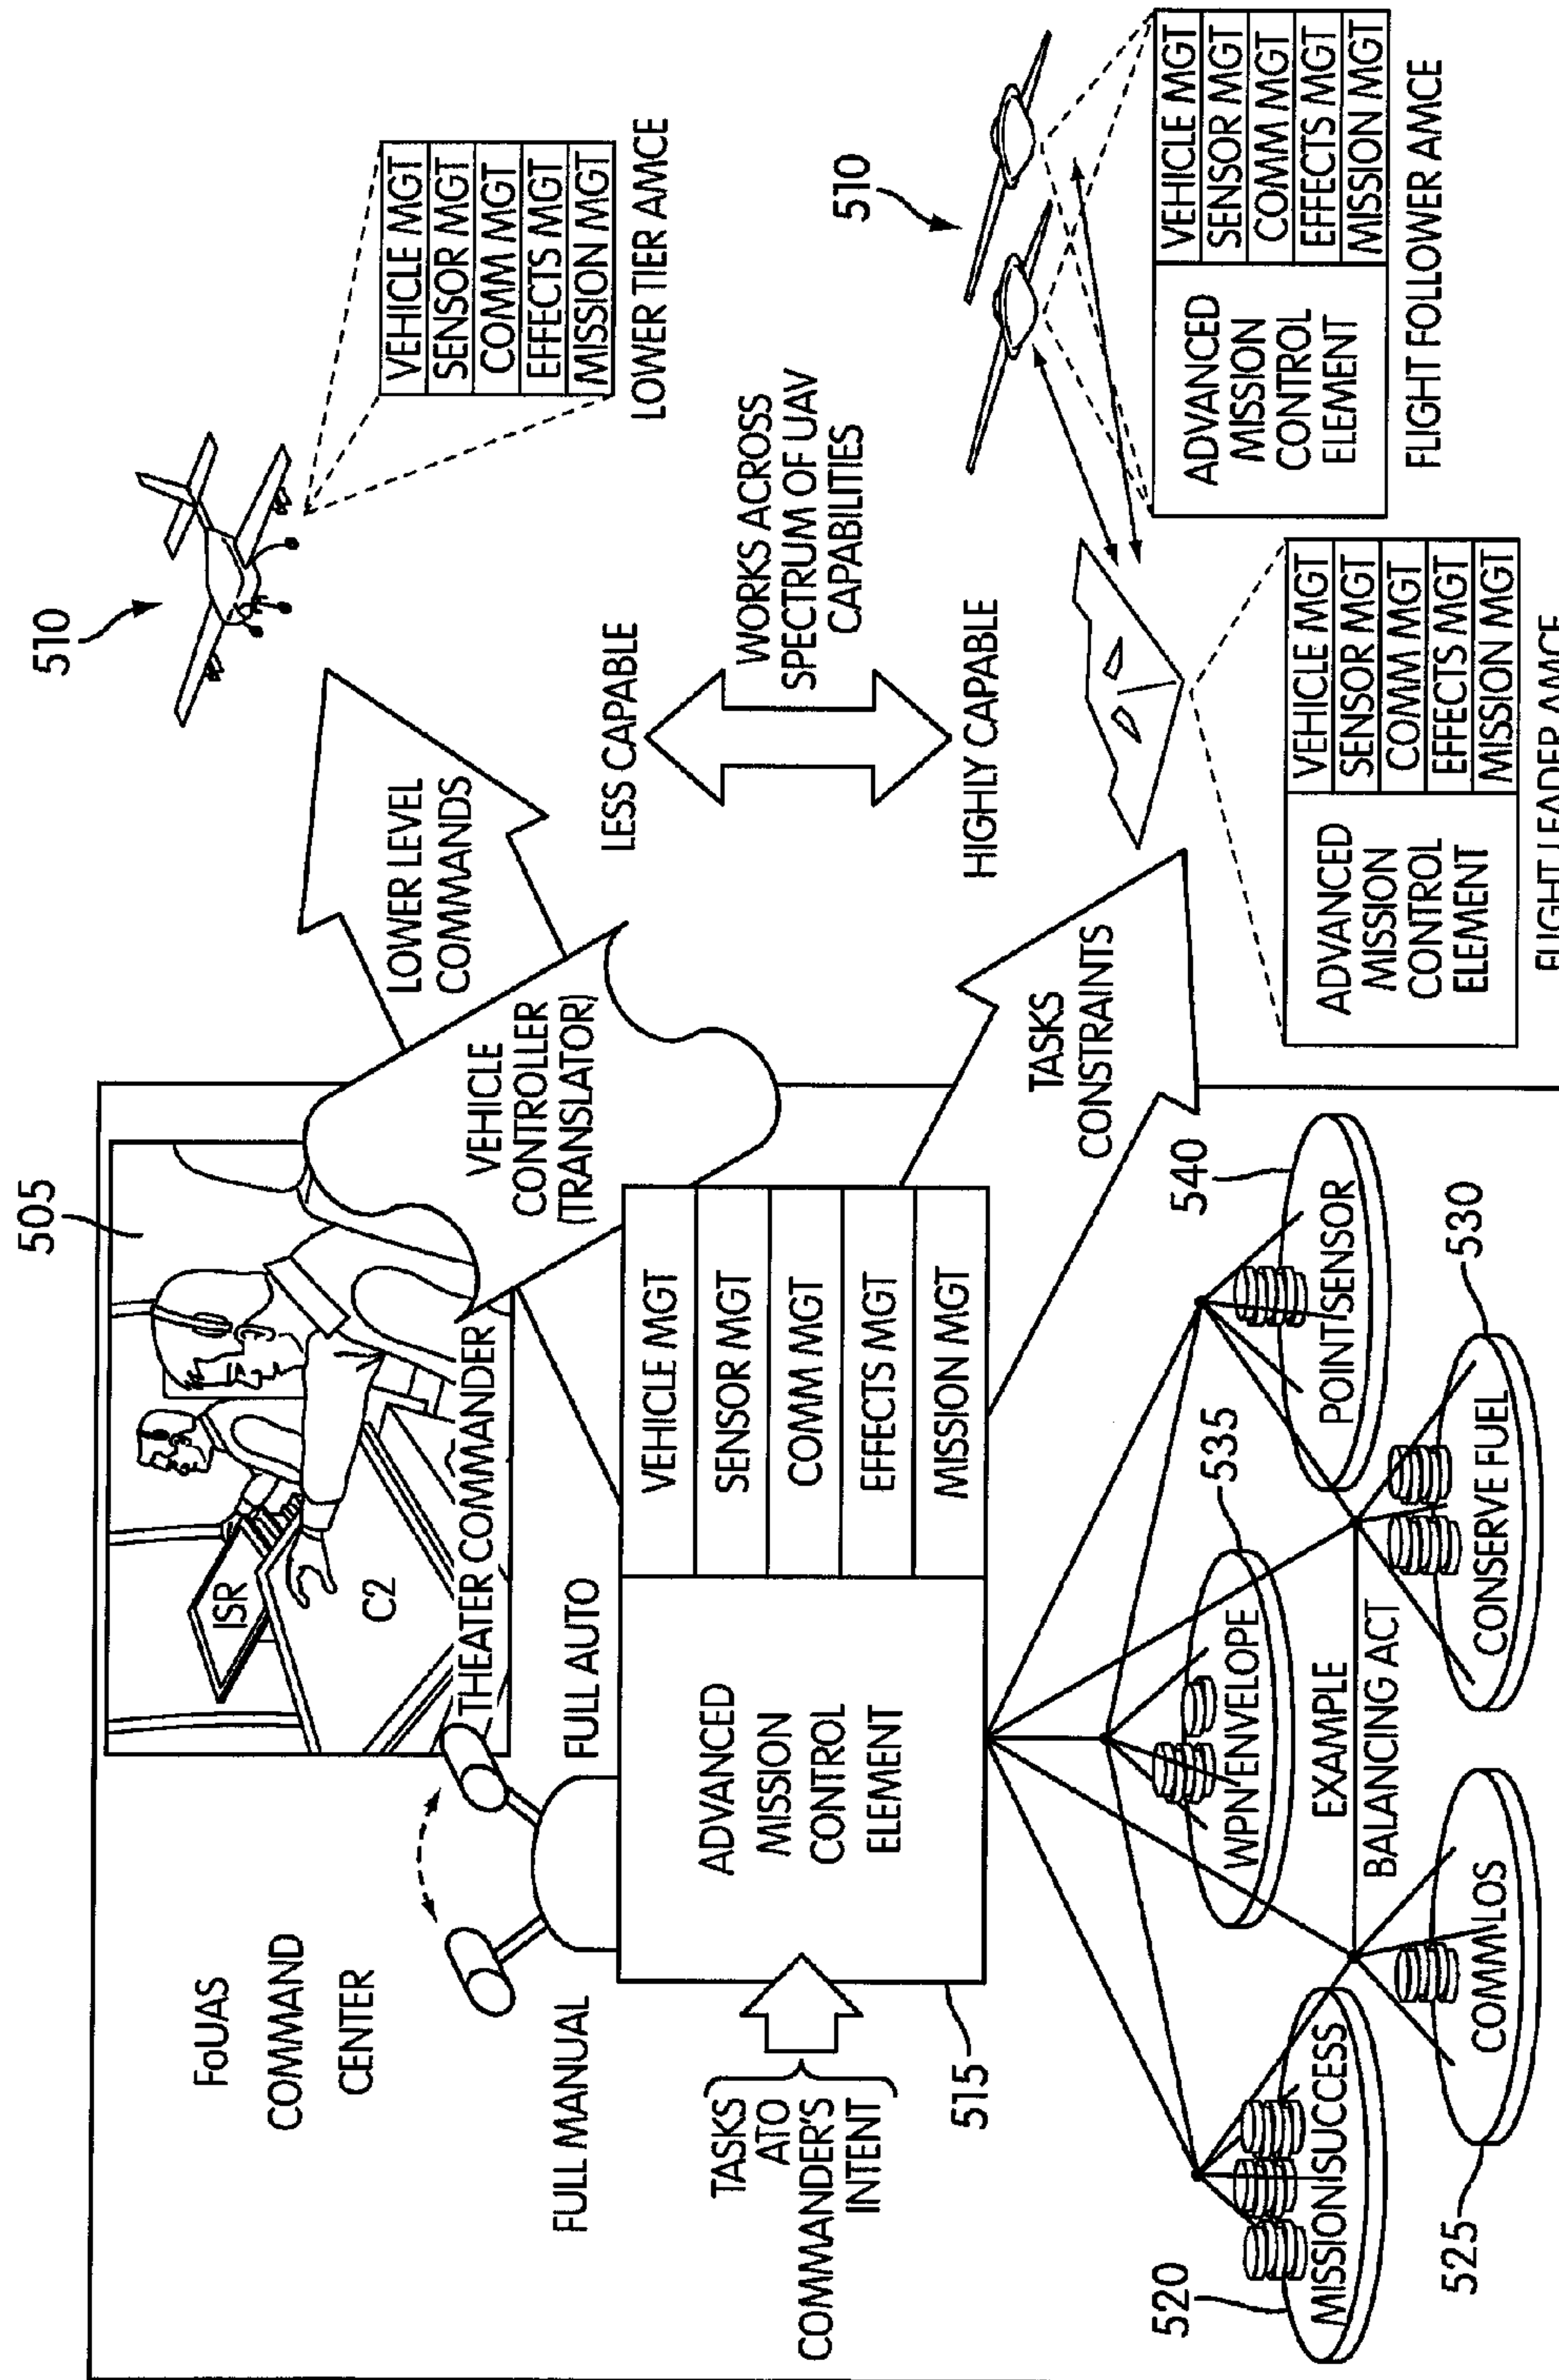 505
FoUAS
COMMAND
CENTER
ISR
C2
THEATER COMMANDER
FULL MANUAL
FULL AUTO
TASKS
ATO
COMMANDER'S
INTENT
515
ADVANCED
MISSION
CONTROL
ELEMENT
VEHICLE MGT
SENSOR MGT
COMM MGT
EFFECTS MGT
MISSION MGT
VEHICLE
CONTROLLER
(TRANSLATOR)
LOWER LEVEL
COMMANDS
TASKS
CONSTRAINTS
520
MISSION SUCCESS
525
COMM LOS
535
WPN ENVELOPE
EXAMPLE
BALANCING ACT
530
CONSERVE FUEL
540
POINT SENSOR
510
VEHICLE MGT
SENSOR MGT
COMM MGT
EFFECTS MGT
MISSION MGT
LOWER TIER AMCE
LESS CAPABLE
WORKS ACROSS
SPECTRUM OF UAV
CAPABILITIES
HIGHLY CAPABLE
510
ADVANCED
MISSION
CONTROL
ELEMENT
VEHICLE MGT
SENSOR MGT
COMM MGT
EFFECTS MGT
MISSION MGT
FLIGHT LEADER AMCE
ADVANCED
MISSION
CONTROL
ELEMENT
VEHICLE MGT
SENSOR MGT
COMM MGT
EFFECTS MGT
MISSION MGT
FLIGHT FOLLOWER AMCE